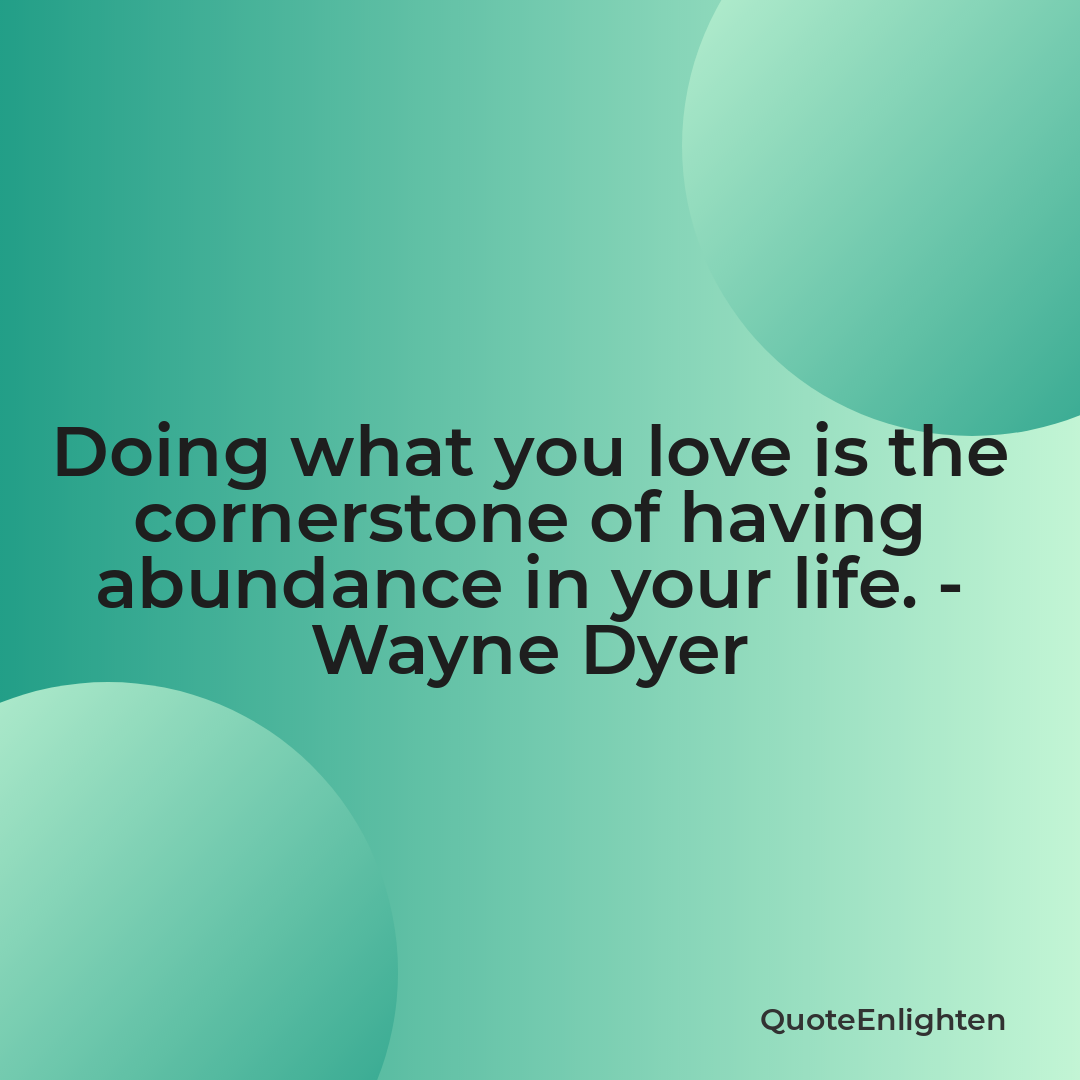 Doing what you love is the
cornerstone of having
abundance in your life. -
Wayne Dyer
QuoteEnlighten